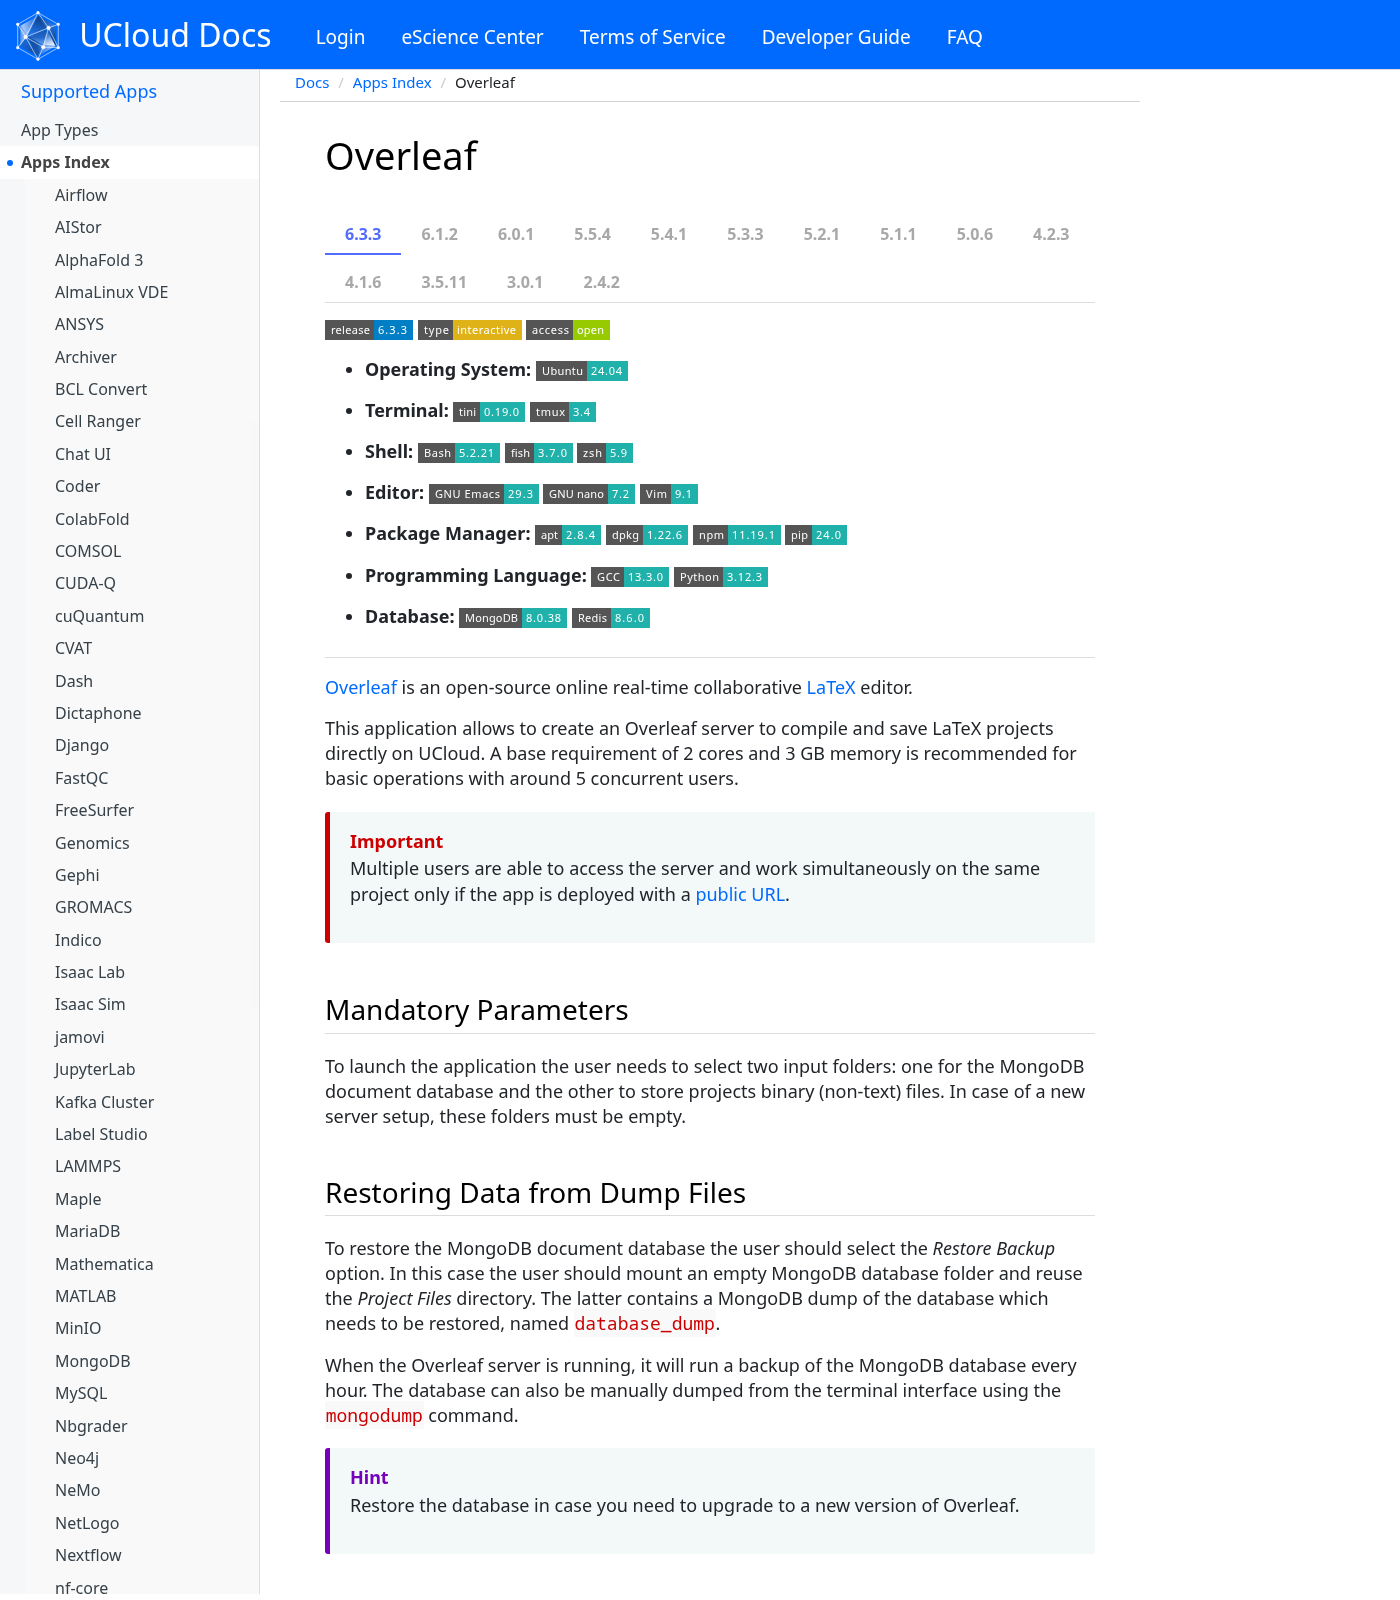 UCloud Docs
Login
eScience Center
Terms of Service
Developer Guide
FAQ
Supported Apps
App Types
Apps Index
Airflow
AIStor
AlphaFold 3
AlmaLinux VDE
ANSYS
Archiver
BCL Convert
Cell Ranger
Chat UI
Coder
ColabFold
COMSOL
CUDA-Q
cuQuantum
CVAT
Dash
Dictaphone
Django
FastQC
FreeSurfer
Genomics
Gephi
GROMACS
Indico
Isaac Lab
Isaac Sim
jamovi
JupyterLab
Kafka Cluster
Label Studio
LAMMPS
Maple
MariaDB
Mathematica
MATLAB
MinIO
MongoDB
MySQL
Nbgrader
Neo4j
NeMo
NetLogo
Nextflow
nf-core
Docs / Apps Index / Overleaf
Overleaf
6.3.3 6.1.2 6.0.1 5.5.4 5.4.1 5.3.3 5.2.1 5.1.1 5.0.6 4.2.3
4.1.6 3.5.11 3.0.1 2.4.2
release 6.3.3 type interactive access open
Operating System: Ubuntu 24.04
Terminal: tini 0.19.0 tmux 3.4
Shell: Bash 5.2.21 fish 3.7.0 zsh 5.9
Editor: GNU Emacs 29.3 GNU nano 7.2 Vim 9.1
Package Manager: apt 2.8.4 dpkg 1.22.6 npm 11.19.1 pip 24.0
Programming Language: GCC 13.3.0 Python 3.12.3
Database: MongoDB 8.0.38 Redis 8.6.0
Overleaf is an open-source online real-time collaborative LaTeX editor.
This application allows to create an Overleaf server to compile and save LaTeX projects
directly on UCloud. A base requirement of 2 cores and 3 GB memory is recommended for
basic operations with around 5 concurrent users.
Important
Multiple users are able to access the server and work simultaneously on the same
project only if the app is deployed with a public URL.
Mandatory Parameters
To launch the application the user needs to select two input folders: one for the MongoDB
document database and the other to store projects binary (non-text) files. In case of a new
server setup, these folders must be empty.
Restoring Data from Dump Files
To restore the MongoDB document database the user should select the Restore Backup
option. In this case the user should mount an empty MongoDB database folder and reuse
the Project Files directory. The latter contains a MongoDB dump of the database which
needs to be restored, named database_dump.
When the Overleaf server is running, it will run a backup of the MongoDB database every
hour. The database can also be manually dumped from the terminal interface using the
mongodump command.
Hint
Restore the database in case you need to upgrade to a new version of Overleaf.